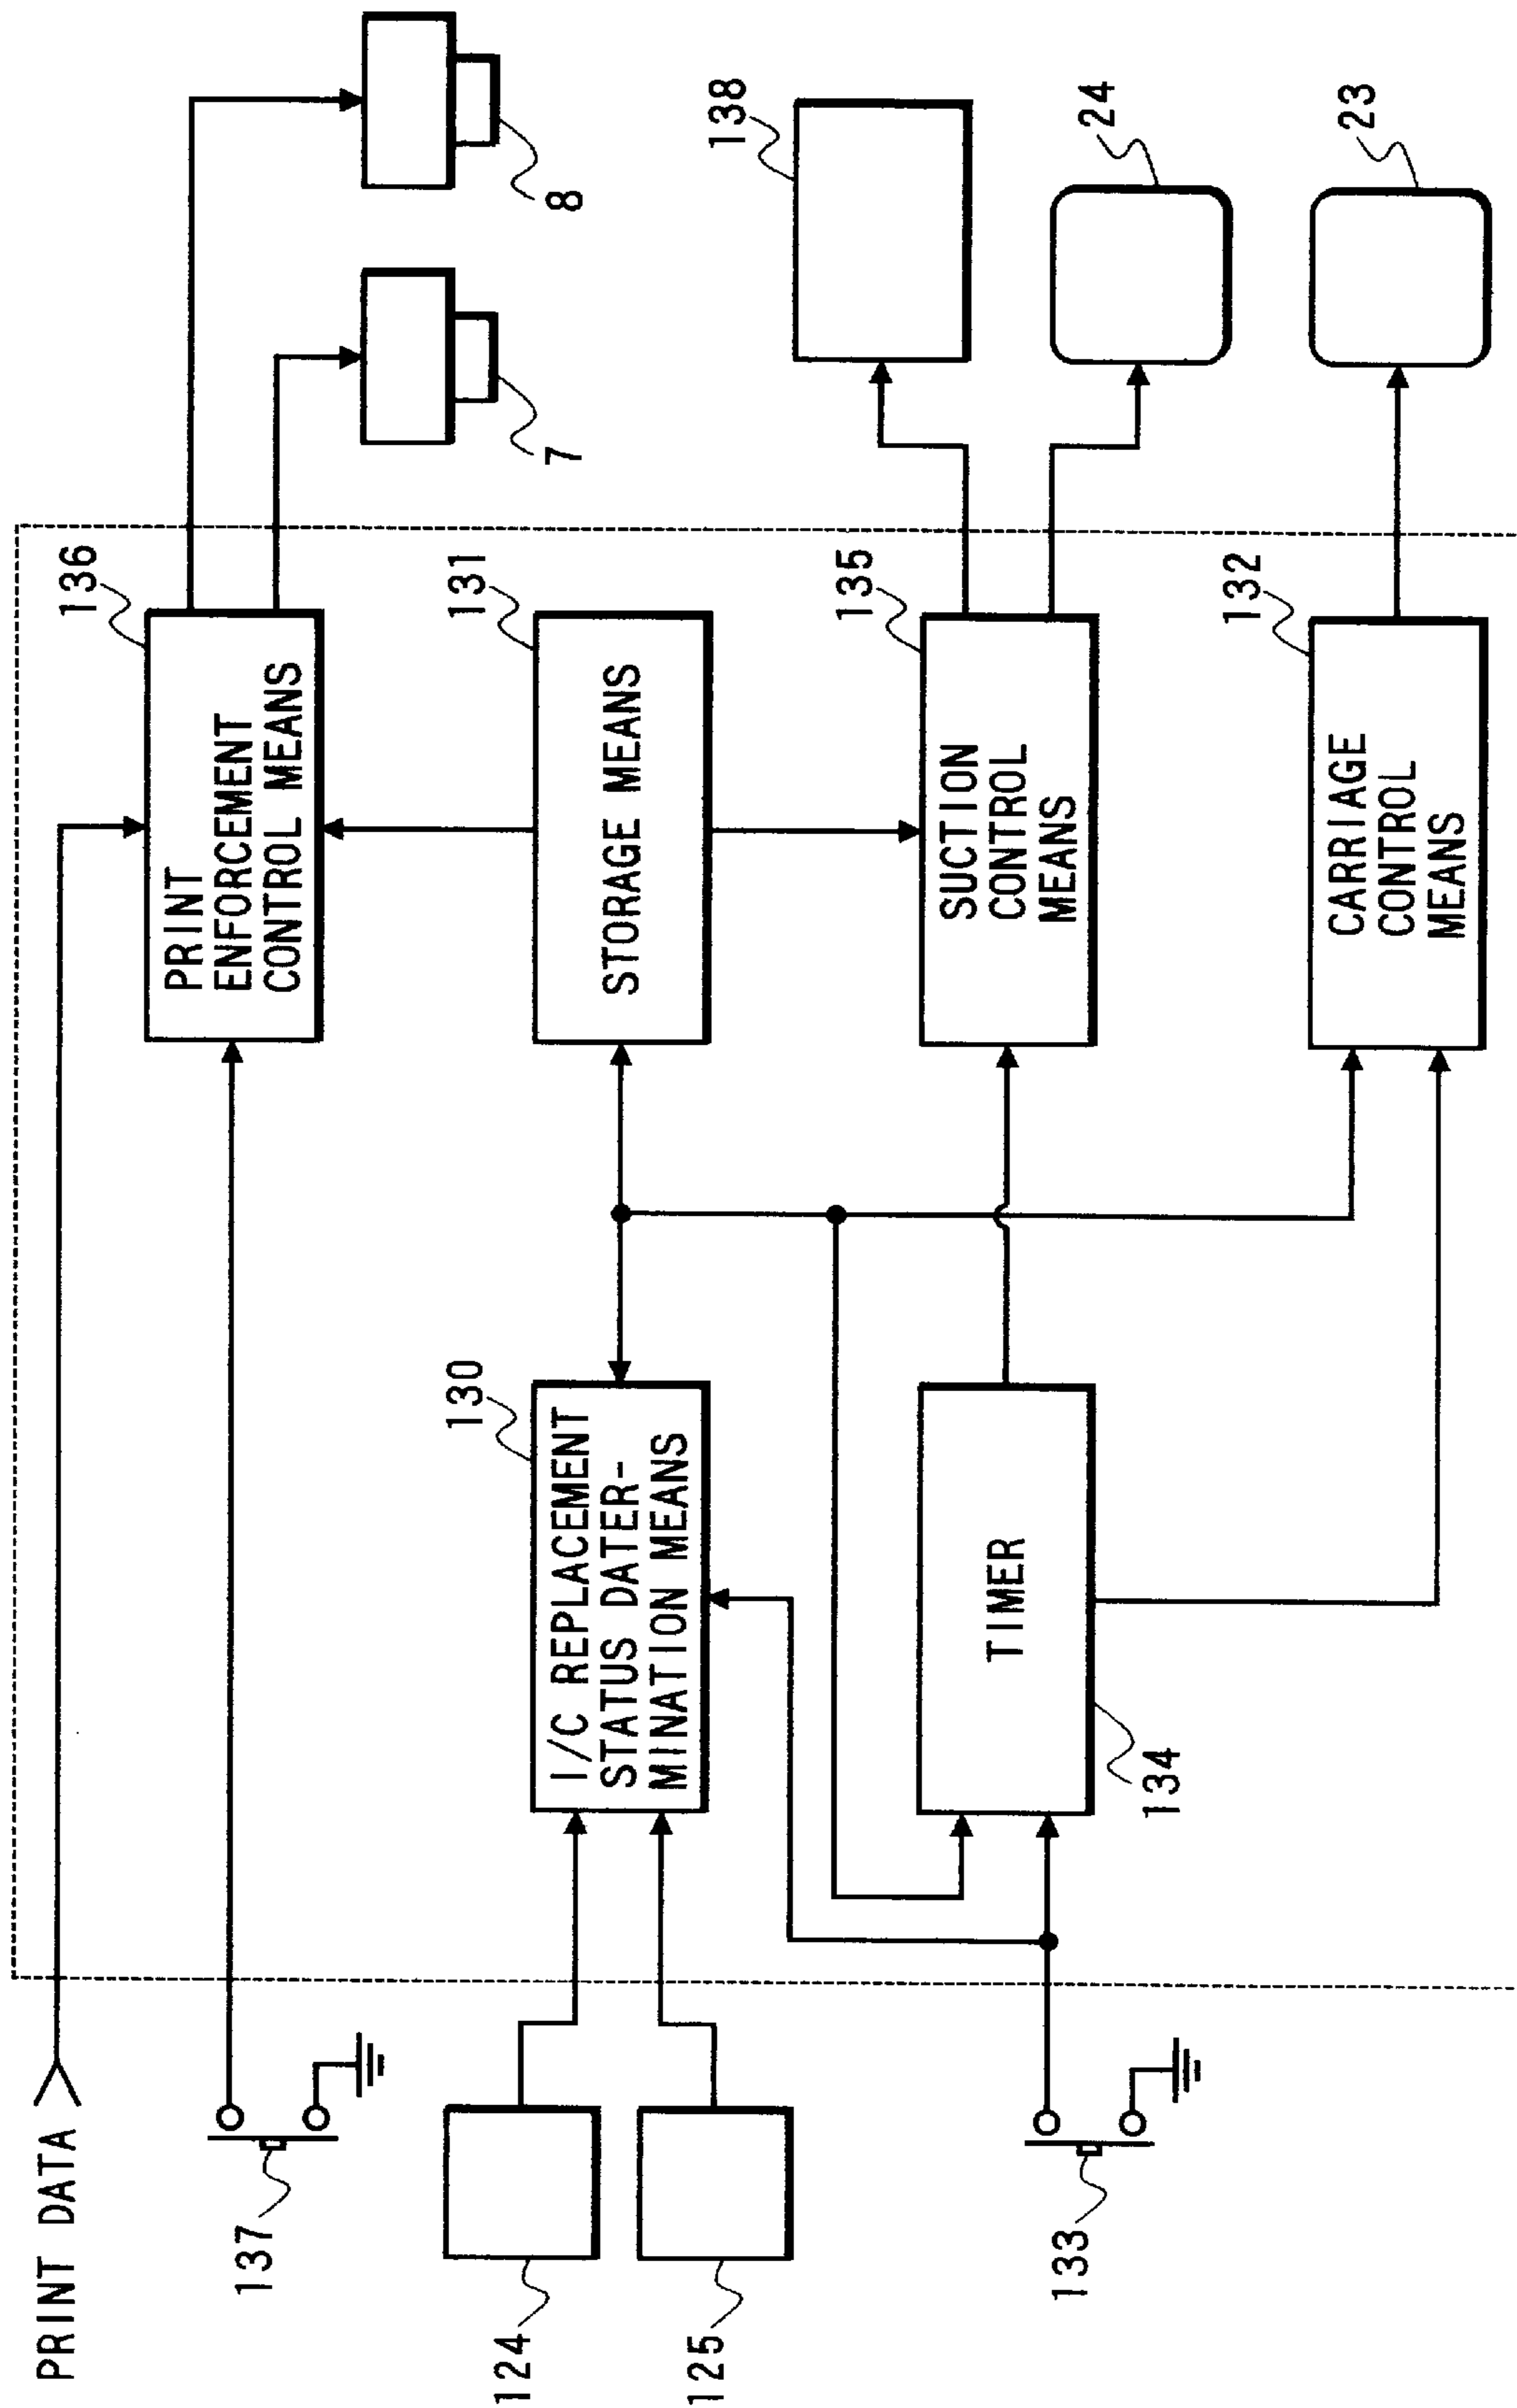 PRINT DATA
137
124
125
133
136
PRINT
ENFORCEMENT
CONTROL MEANS
8
7
130
I/C REPLACEMENT
STATUS DATER-
MINATION MEANS
131
STORAGE MEANS
138
24
134
TIMER
135
SUCTION
CONTROL
MEANS
132
CARRIAGE
CONTROL
MEANS
23